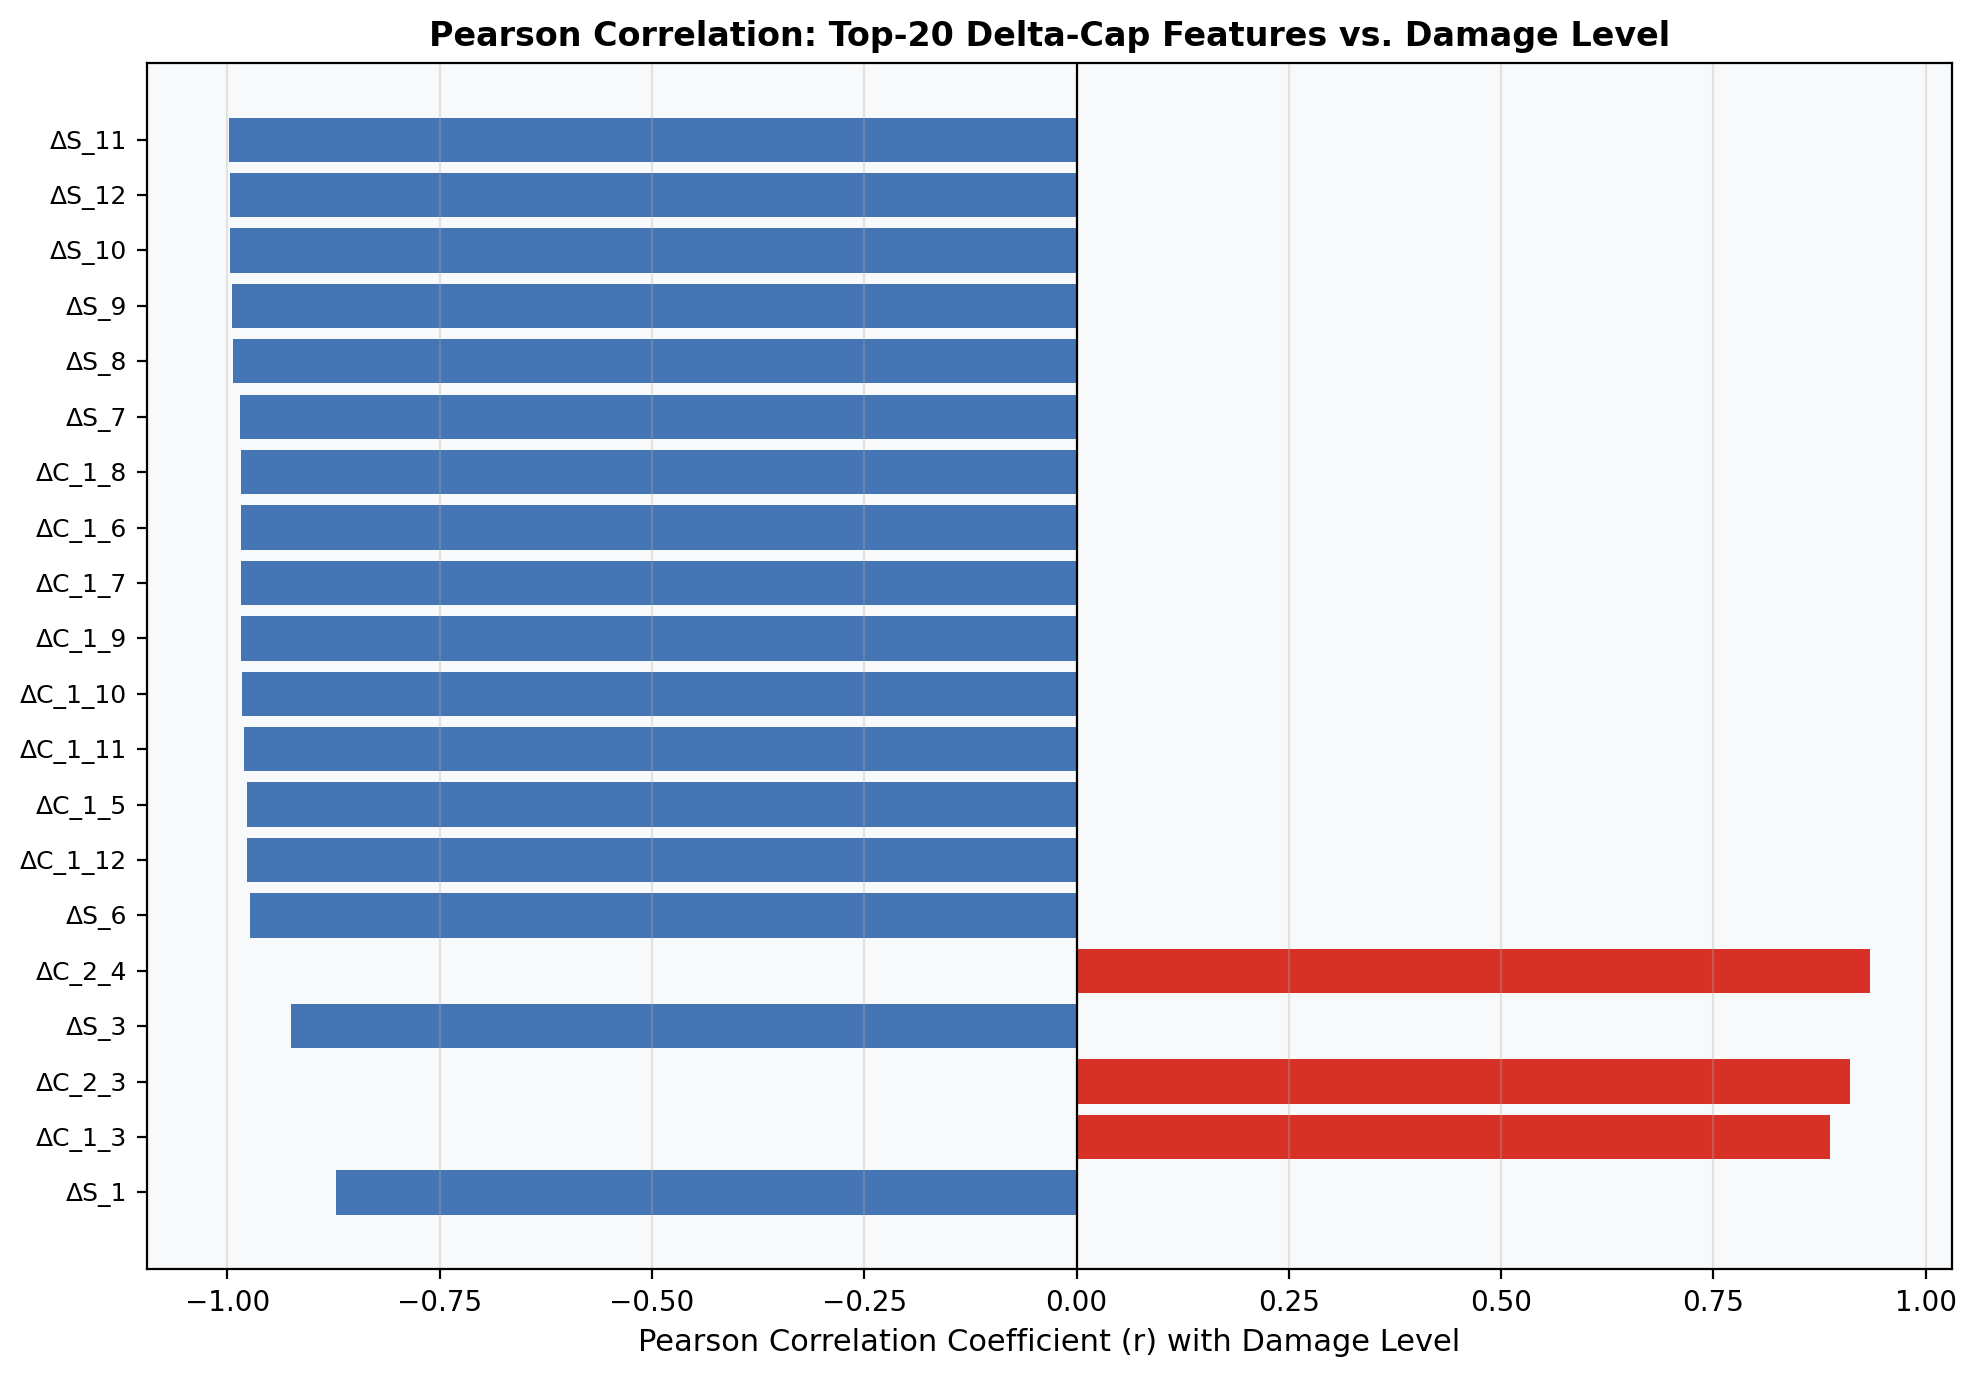 Pearson Correlation: Top-20 Delta-Cap Features vs. Damage Level
ΔS_11
ΔS_12
ΔS_10
ΔS_9
ΔS_8
ΔS_7
ΔC_1_8
ΔC_1_6
ΔC_1_7
ΔC_1_9
ΔC_1_10
ΔC_1_11
ΔC_1_5
ΔC_1_12
ΔS_6
ΔC_2_4
ΔS_3
ΔC_2_3
ΔC_1_3
ΔS_1
−1.00 −0.75 −0.50 −0.25 0.00 0.25 0.50 0.75 1.00
Pearson Correlation Coefficient (r) with Damage Level